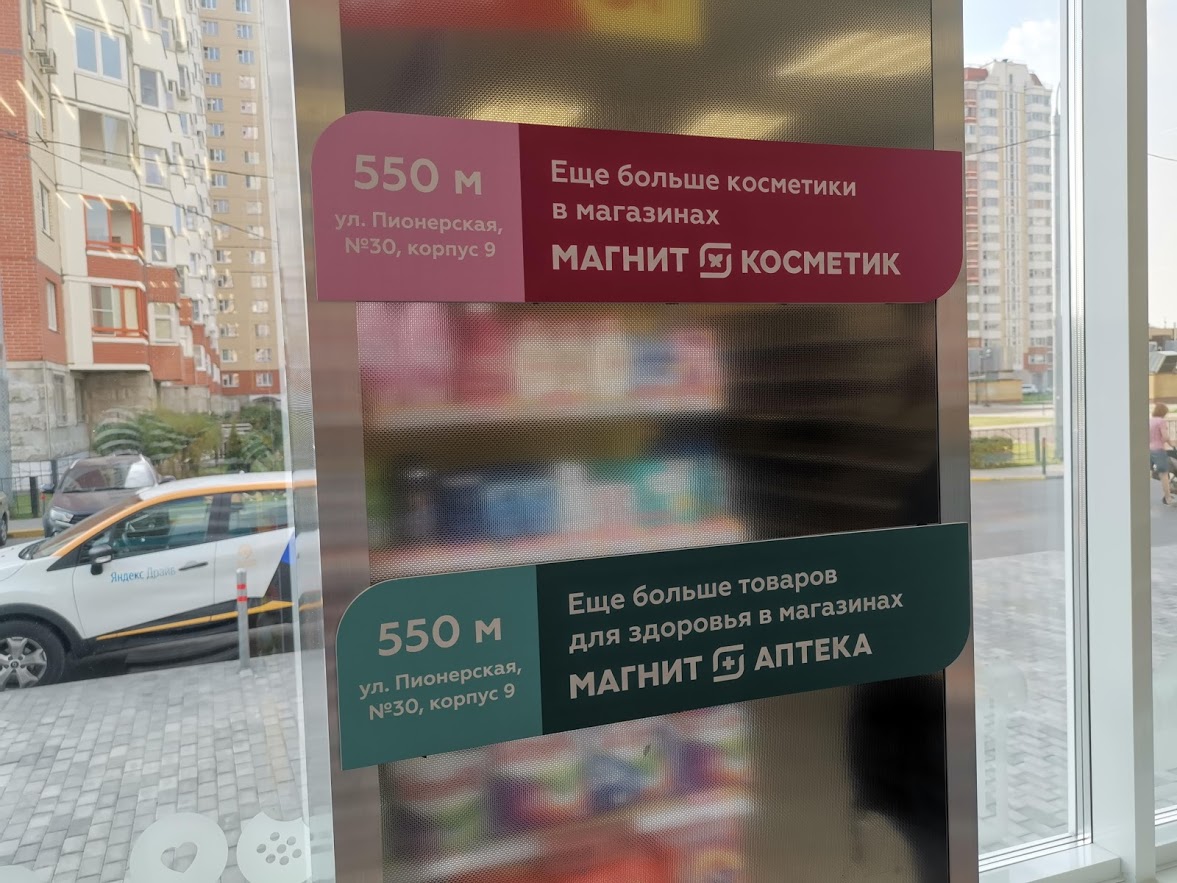 550 м
ул. Пионерская,
№30, корпус 9
Еще больше косметики
в магазинах
МАГНИТ КОСМЕТИК
550 м
ул. Пионерская,
№30, корпус 9
Еще больше товаров
для здоровья в магазинах
МАГНИТ АПТЕКА
Яндекс Драйв